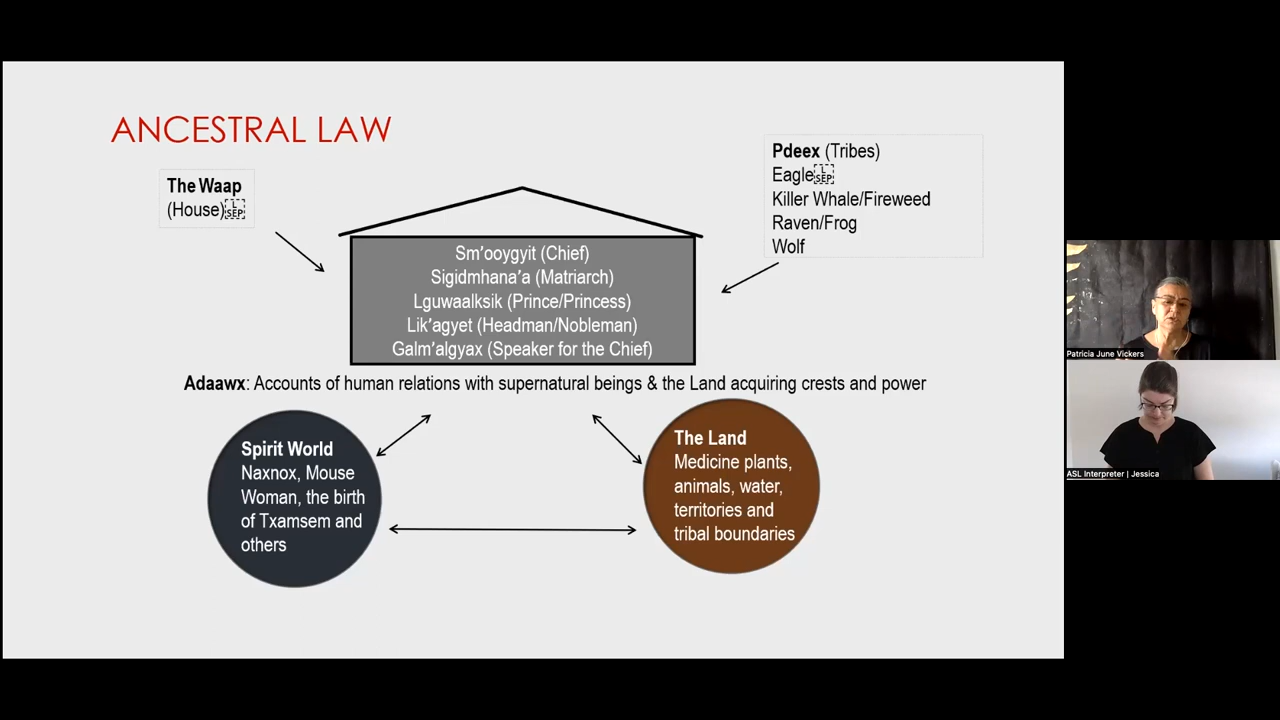 ANCESTRAL LAW
The Waap
(House)
Pdeex (Tribes)
Eagle
Killer Whale/Fireweed
Raven/Frog
Wolf
Sm’ooygyit (Chief)
Sigidmhana’a (Matriarch)
Lguwaalksik (Prince/Princess)
Lik’agyet (Headman/Nobleman)
Galm’algyax (Speaker for the Chief)
Adaawx: Accounts of human relations with supernatural beings & the Land acquiring crests and power
Spirit World
Naxnox, Mouse
Woman, the birth
of Txamsem and
others
The Land
Medicine plants,
animals, water,
territories and
tribal boundaries
Patricia June Vickers
ASL Interpreter | Jessica